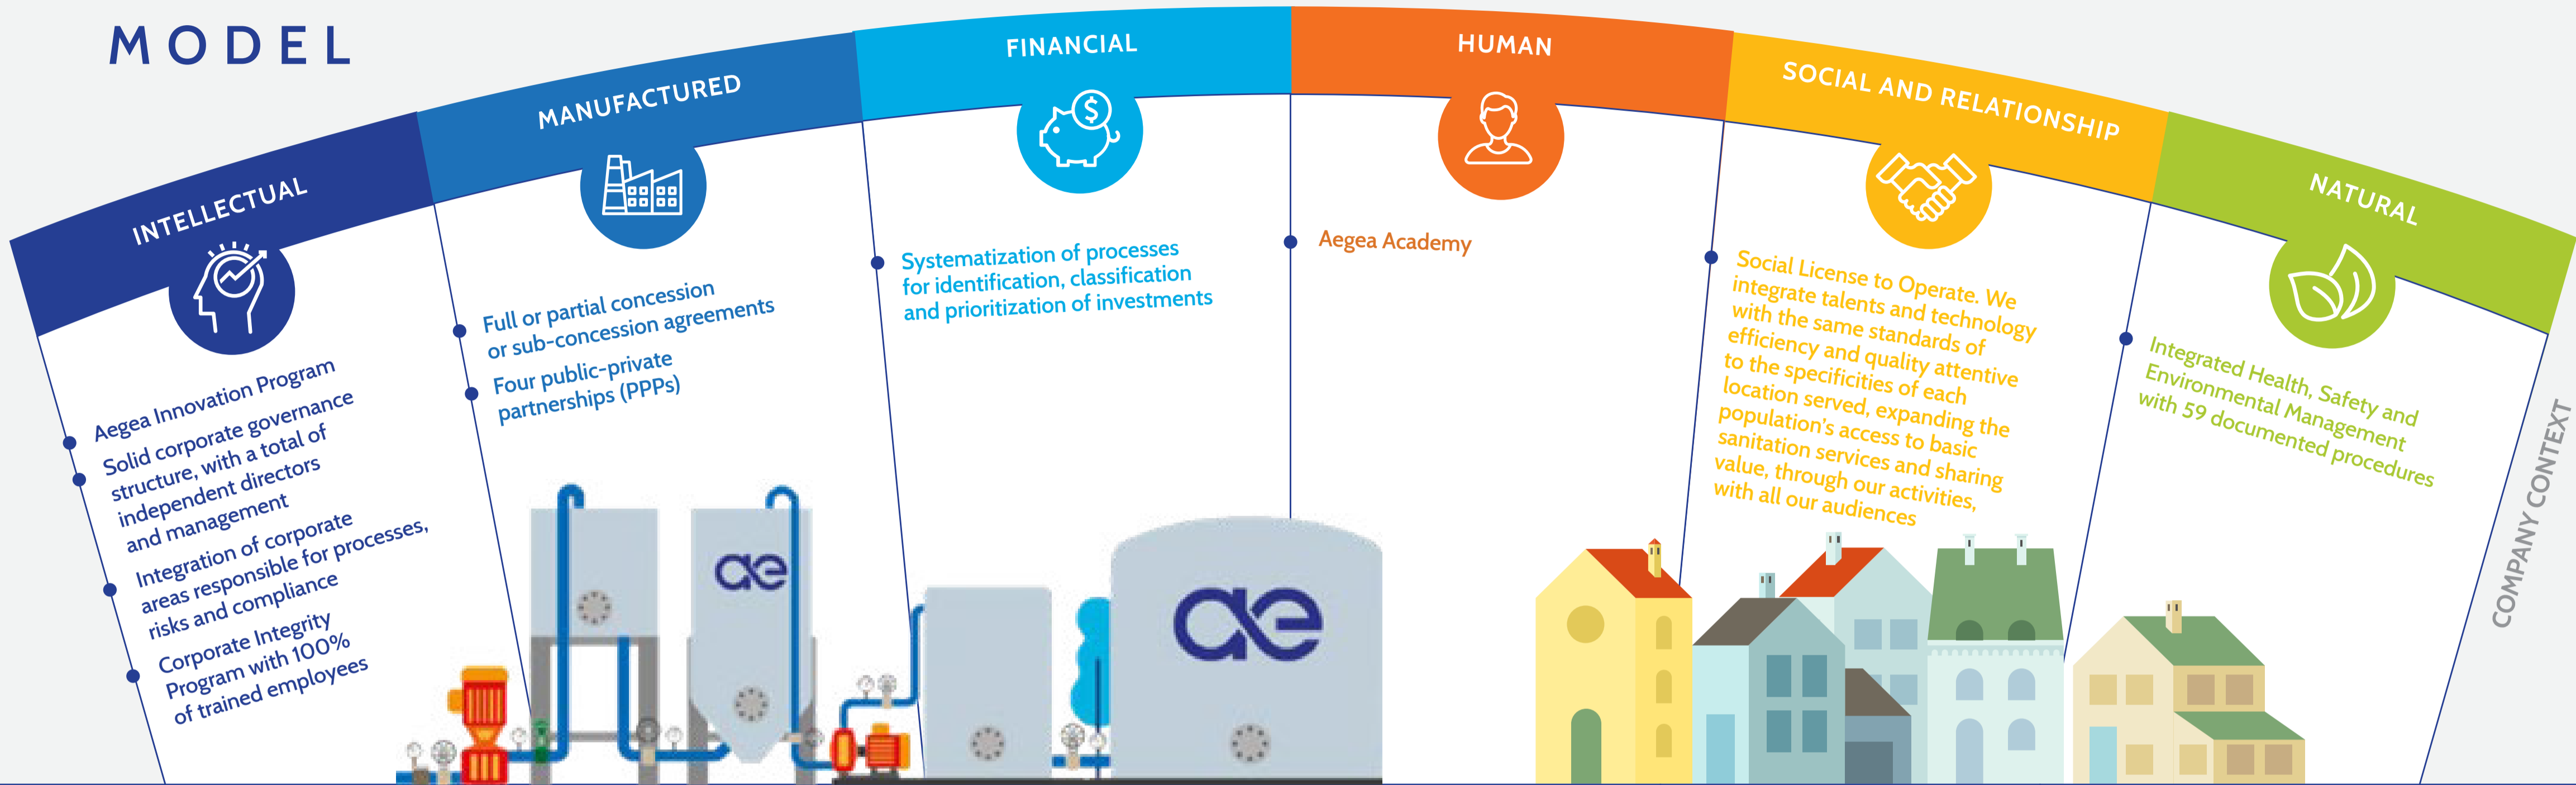 MODEL
INTELLECTUAL
Aegea Innovation Program
Solid corporate governance
structure, with a total of
independent directors
and management
Integration of corporate
areas responsible for processes,
risks and compliance
Corporate Integrity
Program with 100%
of trained employees
MANUFACTURED
Full or partial concession
or sub-concession agreements
Four public-private
partnerships (PPPs)
ae
FINANCIAL
$
Systematization of processes
for identification, classification
and prioritization of investments
ae
HUMAN
Aegea Academy
SOCIAL AND RELATIONSHIP
Social License to Operate. We
integrate talents and technology
with the same standards of
efficiency and quality attentive
to the specificities of each
location served, expanding the
population's access to basic
sanitation services and sharing
value, through our activities,
with all our audiences
NATURAL
Integrated Health, Safety and
Environmental Management
with 59 documented procedures
COMPANY CONTEXT